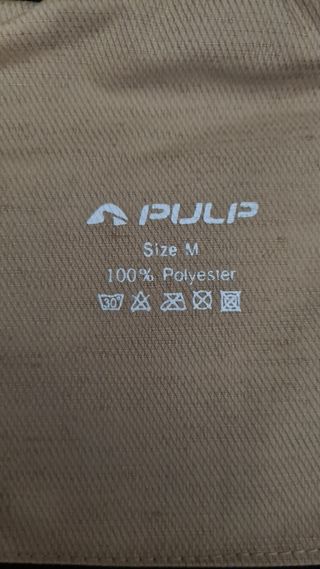 PULP
Size M
100% Polyester
30°